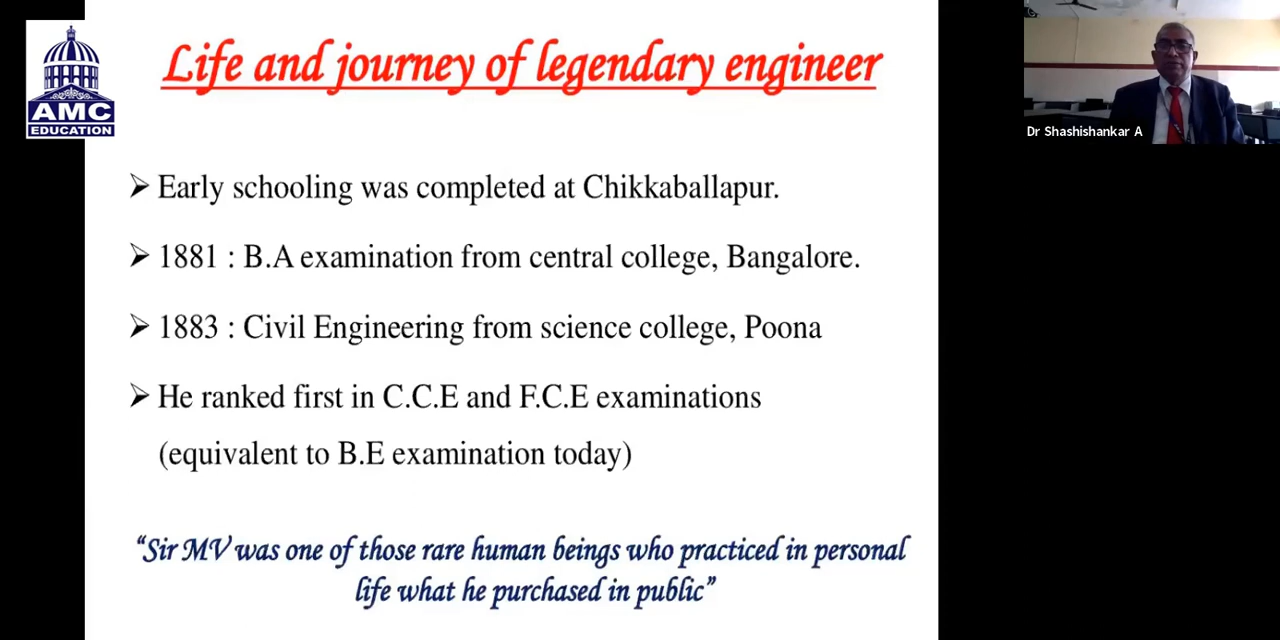 Life and journey of legendary engineer
AMC
EDUCATION
Dr Shashishankar A
➢ Early schooling was completed at Chikkaballapur.
➢ 1881 : B.A examination from central college, Bangalore.
➢ 1883 : Civil Engineering from science college, Poona
➢ He ranked first in C.C.E and F.C.E examinations
(equivalent to B.E examination today)
“Sir MV was one of those rare human beings who practiced in personal
life what he purchased in public”